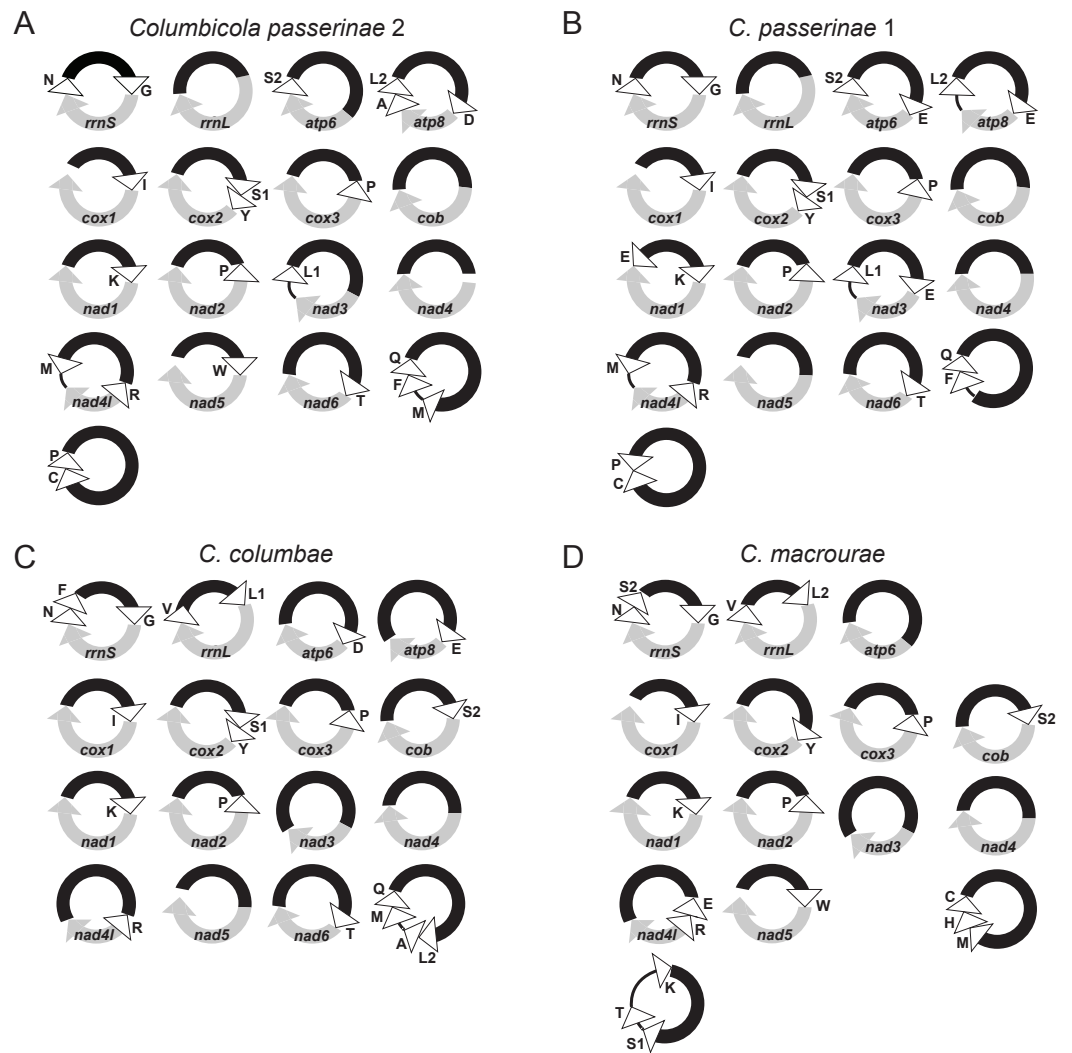 A
Columbicola passerinae 2
N
G
rrnS
rrnL
S2
atp6
L2
A
D
atp8
I
cox1
S1
Y
cox2
P
cox3
cob
K
nad1
P
nad2
L1
nad3
nad4
M
R
nad4l
W
nad5
T
nad6
Q
F
M
P
C
B
C. passerinae 1
N
G
rrnS
rrnL
S2
E
atp6
L2
E
atp8
I
cox1
S1
Y
cox2
P
cox3
cob
E
K
nad1
P
nad2
L1
E
nad3
nad4
M
R
nad4l
nad5
T
nad6
Q
F
P
C
C
C. columbae
F
N
G
rrnS
V
L1
rrnL
D
atp6
E
atp8
I
cox1
S1
Y
cox2
P
cox3
S2
cob
K
nad1
P
nad2
nad3
nad4
R
nad4l
nad5
T
nad6
Q
M
A
L2
D
C. macrourae
S2
N
G
rrnS
V
L2
rrnL
atp6
I
cox1
Y
cox2
P
cox3
S2
cob
K
nad1
P
nad2
nad3
nad4
E
R
nad4l
W
nad5
C
H
M
K
T
S1